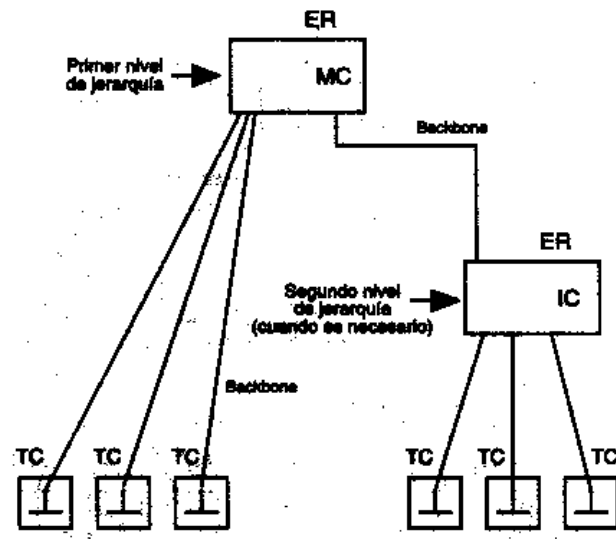 ER
Primer nivel
de jerarquía
MC
Backbone
ER
Segundo nivel
de jerarquía
(cuando es necesario)
IC
Backbone
TC
TC
TC
TC
TC
TC